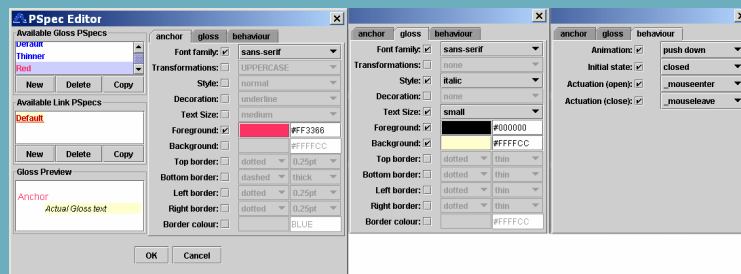 PSpec Editor
Available Gloss PSpecs
Default
Thinner
Red
New Delete Copy
Available Link PSpecs
Default
New Delete Copy
Gloss Preview
Anchor
Actual Gloss text
anchor gloss behaviour
Font family: sans-serif
Transformations: UPPERCASE
Style: normal
Decoration: underline
Text Size: medium
Foreground: #FF3366
Background: #FFFFCC
Top border: dotted 0.25pt
Bottom border: dashed thick
Left border: dotted 0.25pt
Right border: dotted 0.25pt
Border colour: BLUE
OK Cancel
anchor gloss behaviour
Font family: sans-serif
Transformations: none
Style: italic
Decoration: none
Text Size: small
Foreground: #000000
Background: #FFFFCC
Top border: dotted thin
Bottom border: dotted thin
Left border: dotted thin
Right border: dotted thin
Border colour: #FFFFCC
anchor gloss behaviour
Animation: push down
Initial state: closed
Actuation (open): _mouseenter
Actuation (close): _mouseleave